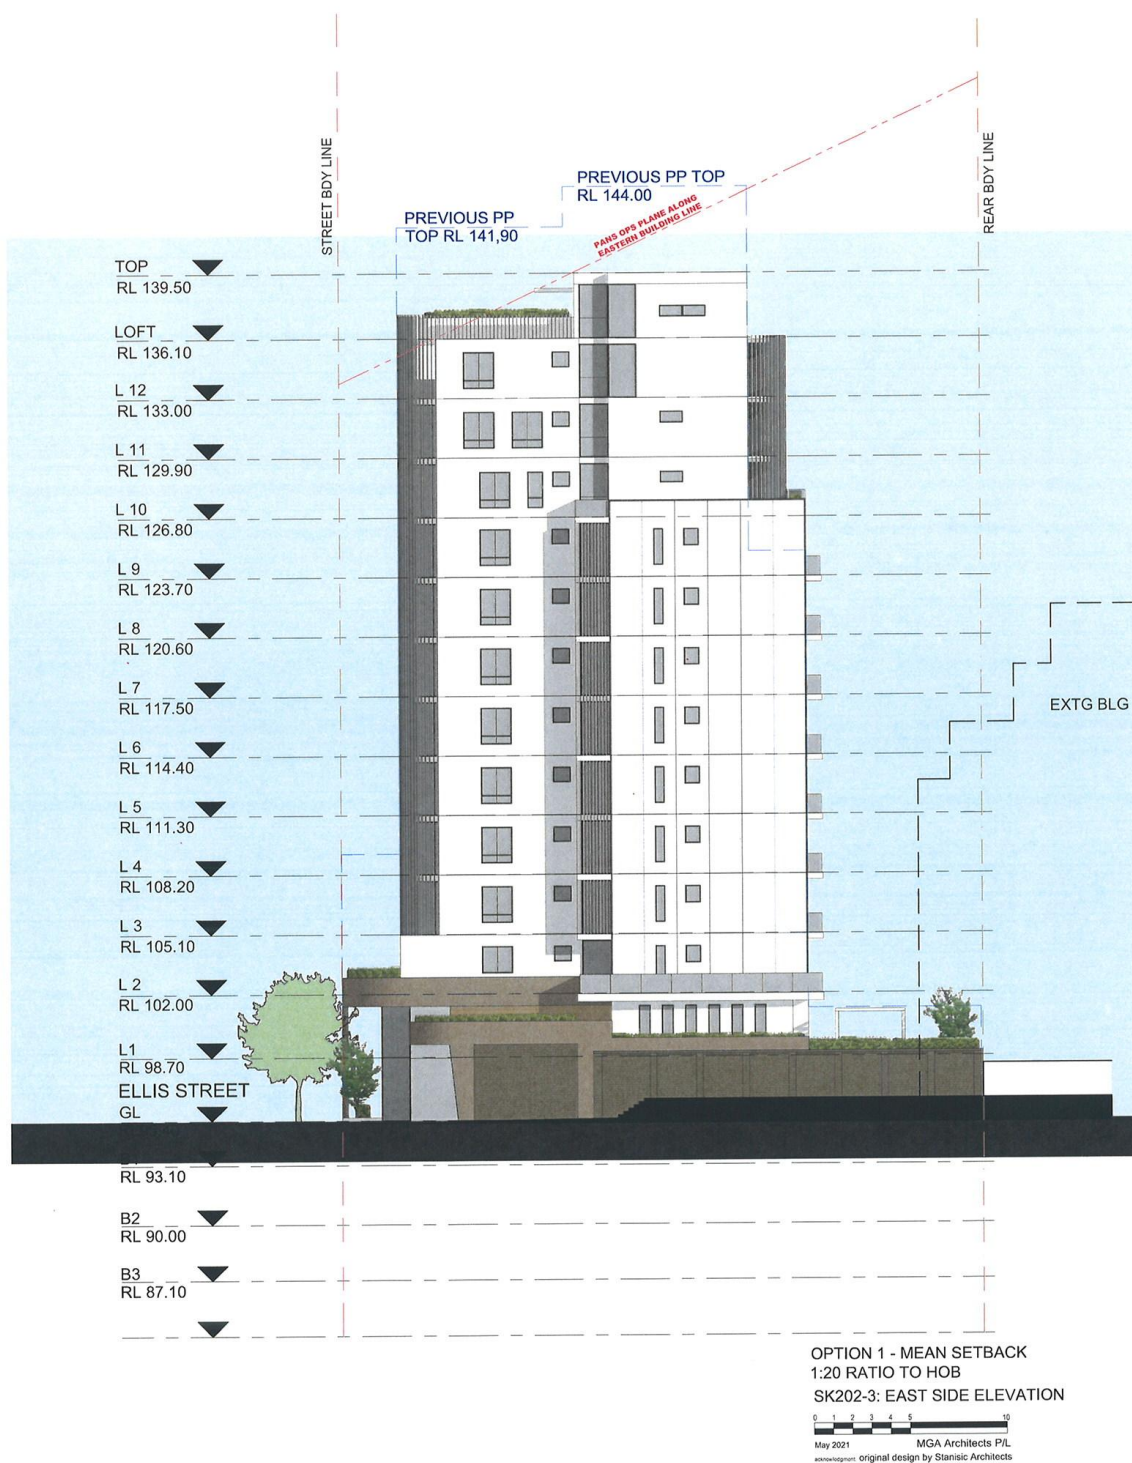 STREET BDY LINE
REAR BDY LINE
PREVIOUS PP TOP
RL 144.00
PREVIOUS PP
TOP RL 141,90
PANS OPS PLANE ALONG
EASTERN BUILDING LINE
TOP
RL 139.50
LOFT
RL 136.10
L 12
RL 133.00
L 11
RL 129.90
L 10
RL 126.80
L 9
RL 123.70
L 8
RL 120.60
L 7
RL 117.50
EXTG BLG
L 6
RL 114.40
L 5
RL 111.30
L 4
RL 108.20
L 3
RL 105.10
L 2
RL 102.00
L1
RL 98.70
ELLIS STREET
GL
RL 93.10
B2
RL 90.00
B3
RL 87.10
OPTION 1 - MEAN SETBACK
1:20 RATIO TO HOB
SK202-3: EAST SIDE ELEVATION
0 1 2 3 4 5 10
May 2021 MGA Architects P/L
acknowledgment: original design by Stanisic Architects